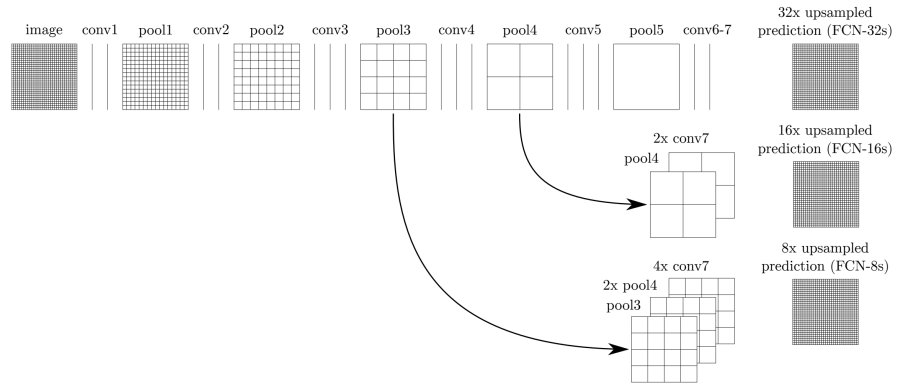 image conv1 pool1 conv2 pool2 conv3 pool3 conv4 pool4 conv5 pool5 conv6-7
32x upsampled
prediction (FCN-32s)
2x conv7
pool4
16x upsampled
prediction (FCN-16s)
4x conv7
2x pool4
pool3
8x upsampled
prediction (FCN-8s)